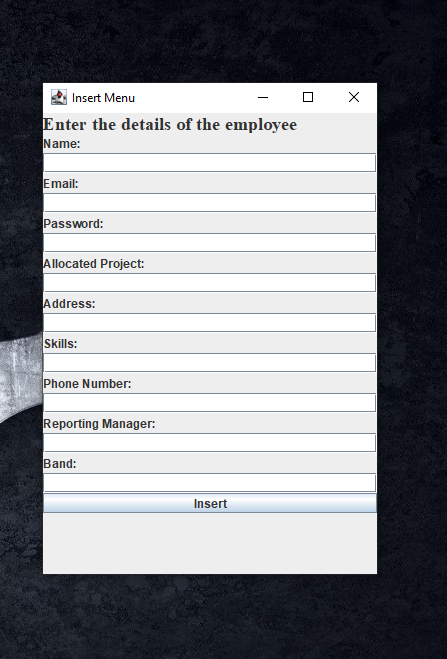 Insert Menu
Enter the details of the employee
Name:
Email:
Password:
Allocated Project:
Address:
Skills:
Phone Number:
Reporting Manager:
Band:
Insert